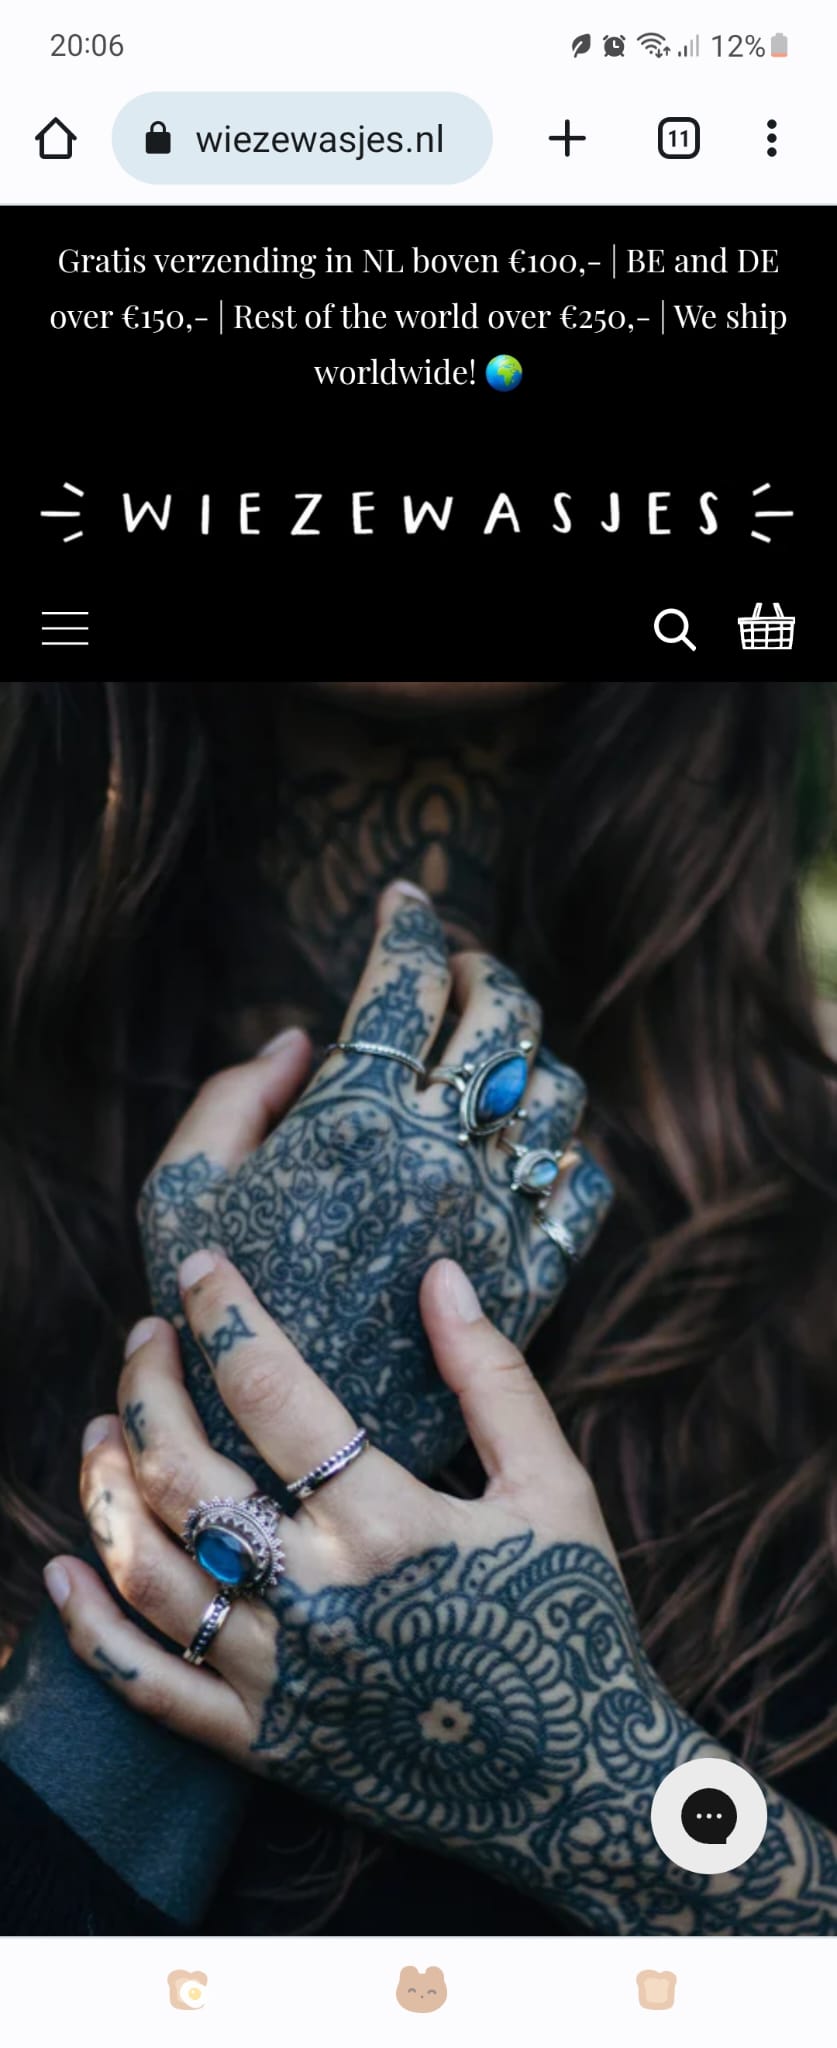 20:06
12%
wiezewasjes.nl
11
Gratis verzending in NL boven €100,- | BE and DE
over €150,- | Rest of the world over €250,- | We ship
worldwide! 🌍
WIEZEWASJES